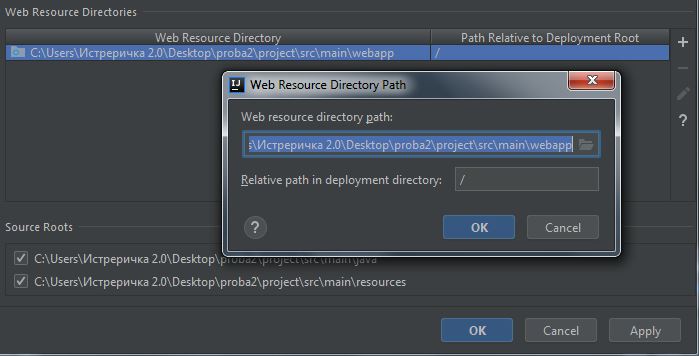 Web Resource Directories
Web Resource Directory Path Relative to Deployment Root
C:\Users\Истреричка 2.0\Desktop\proba2\project\src\main\webapp /
IJ Web Resource Directory Path
Web resource directory path:
s\Истреричка 2.0\Desktop\proba2\project\src\main\webapp
Relative path in deployment directory: /
? OK Cancel
?
Source Roots
C:\Users\Истреричка 2.0\Desktop\proba2\project\src\main\java
C:\Users\Истреричка 2.0\Desktop\proba2\project\src\main\resources
OK Cancel Apply